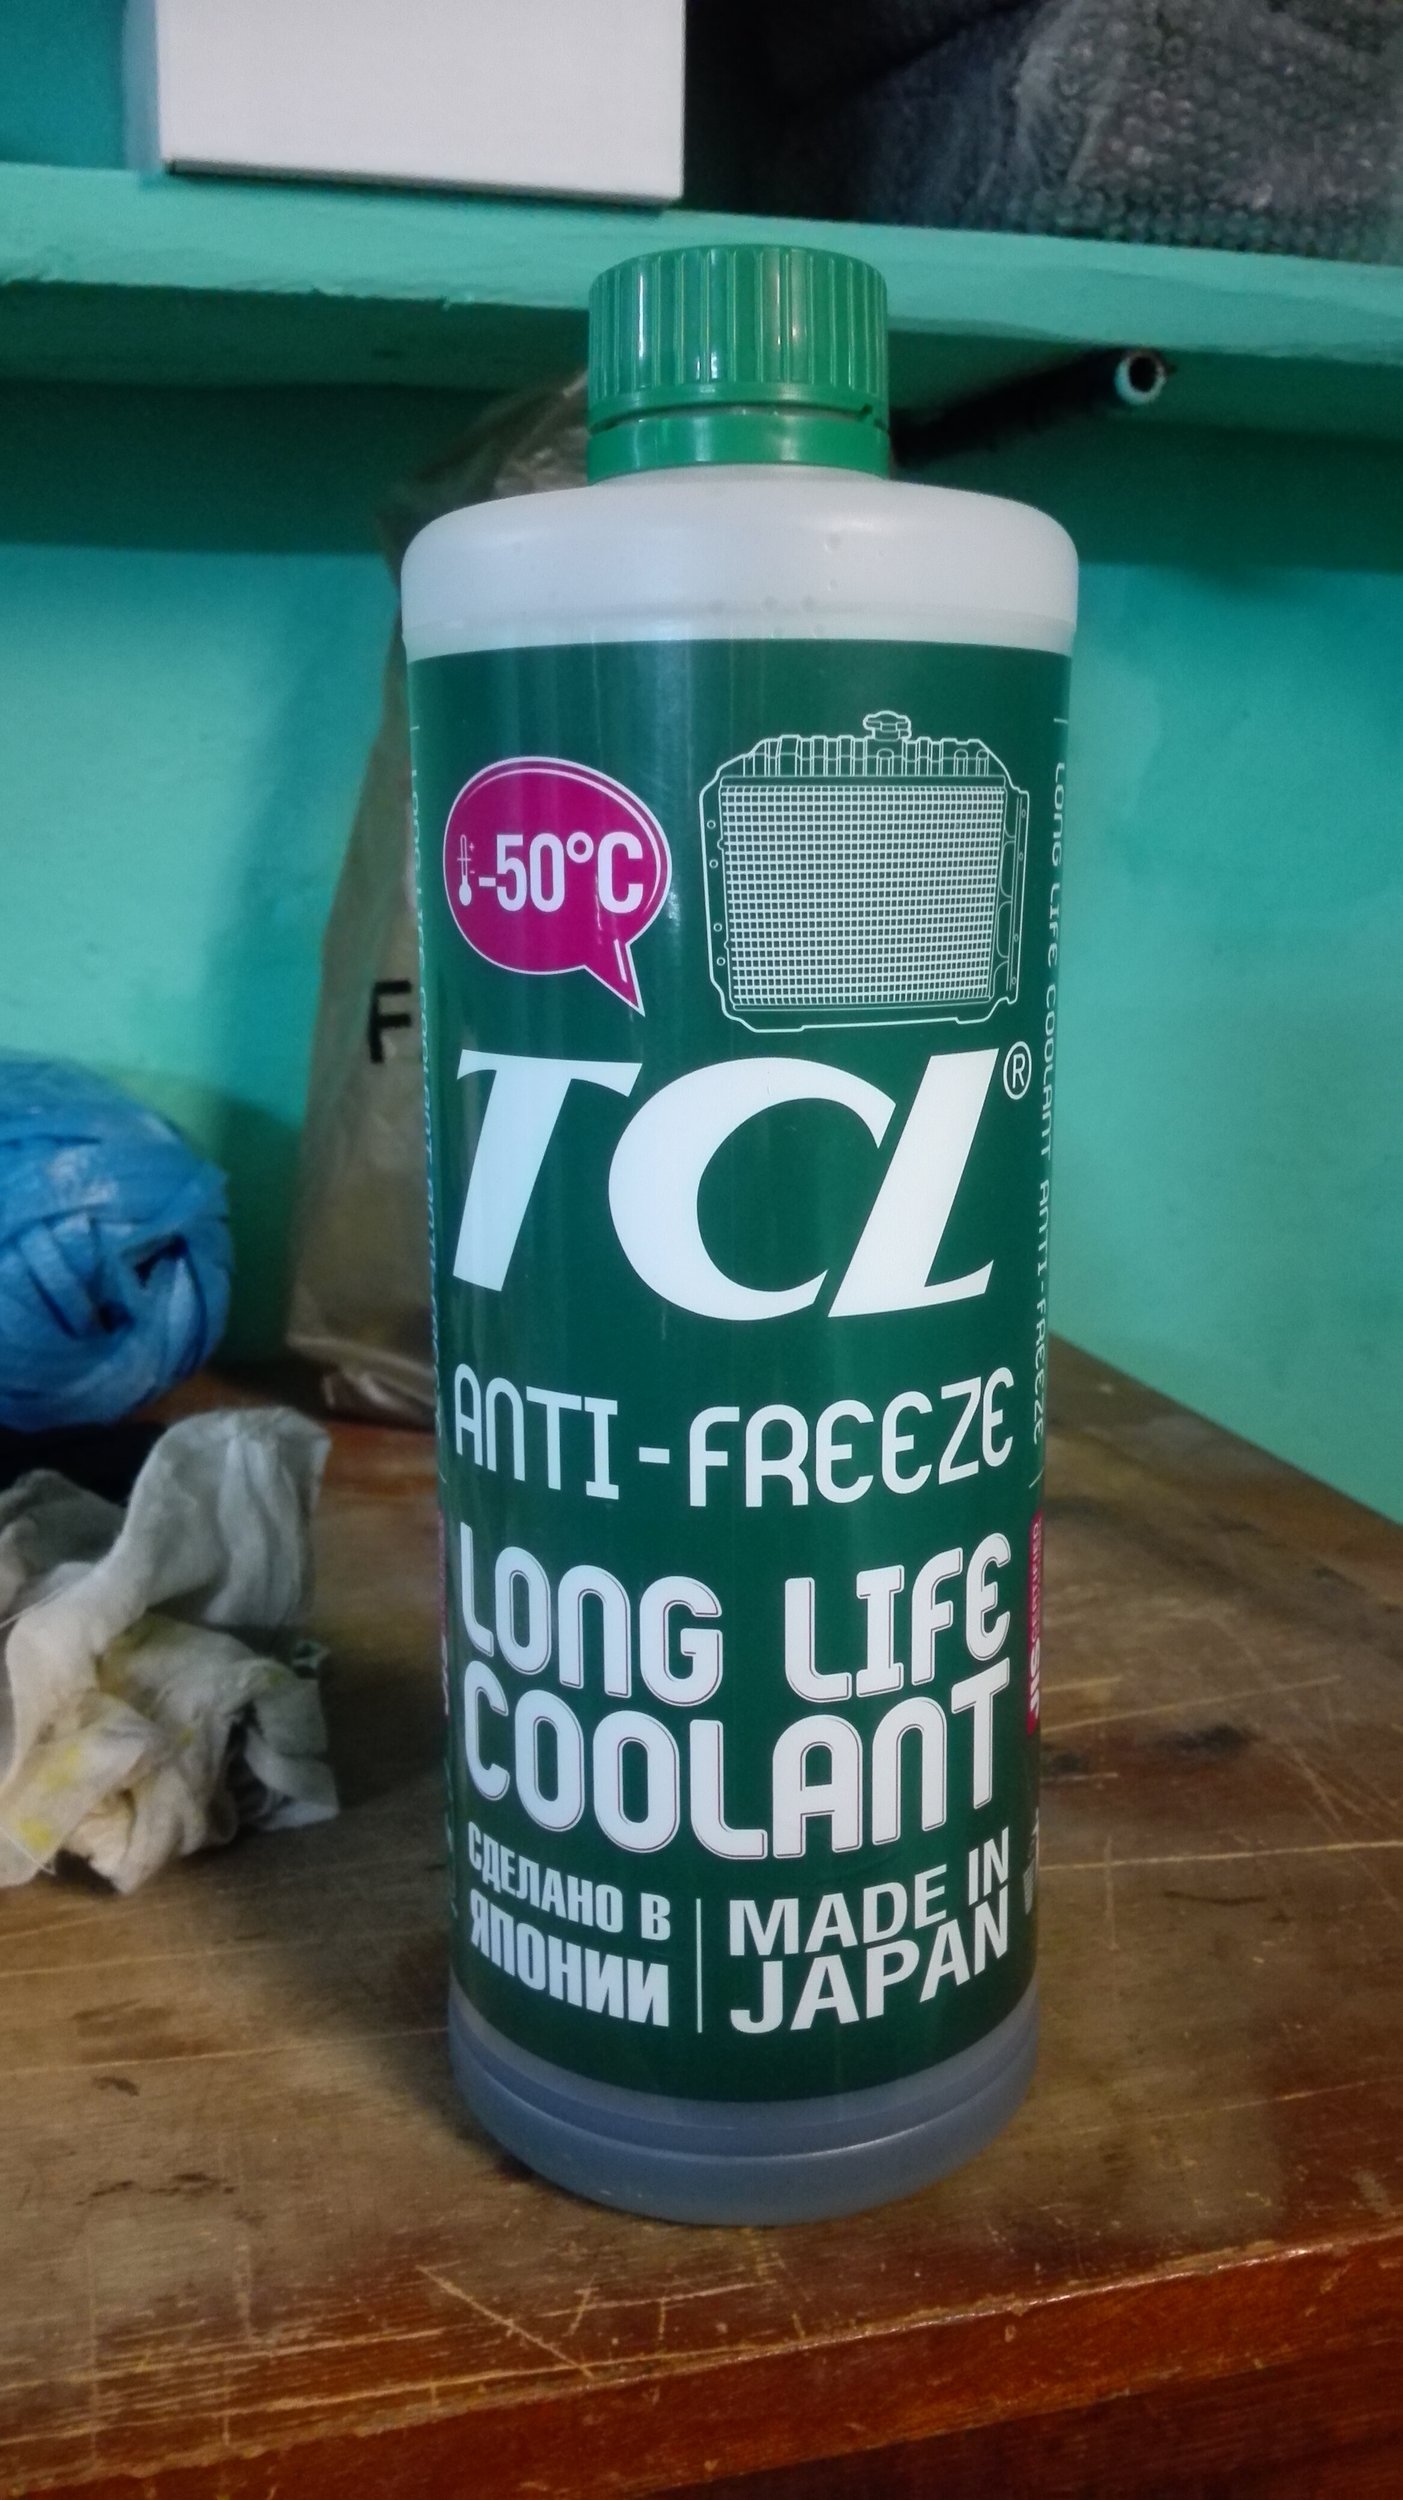 -50°C
TCL®
ANTI-FREEZE
LONG LIFE
COOLANT
СДЕЛАНО В
ЯПОНИИ
MADE IN
JAPAN
LONG LIFE COOLANT ANTI-FREEZE